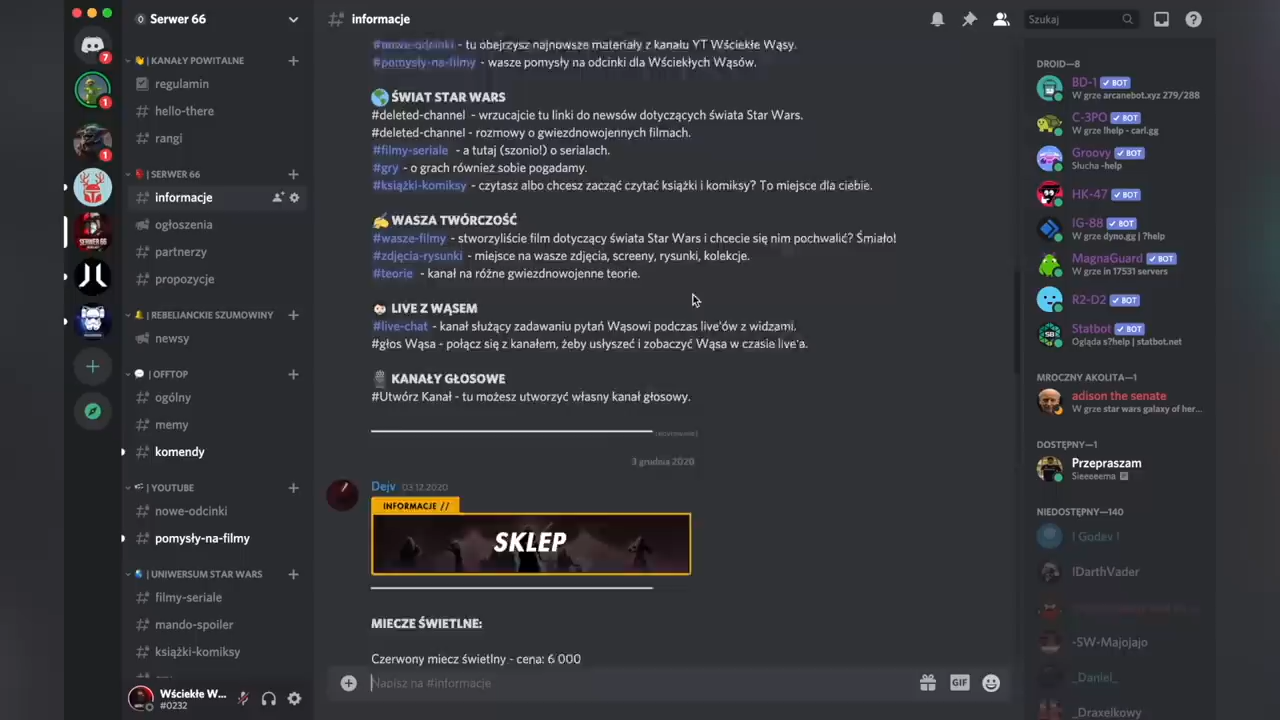 Serwer 66
KANAŁY POWITALNE
regulamin
hello-there
rangi
SERWER 66
informacje
ogłoszenia
partnerzy
propozycje
REBELIANCKIE SZUMOWINY
newsy
OFFTOP
ogólny
memy
komendy
YOUTUBE
nowe-odcinki
pomysły-na-filmy
UNIWERSUM STAR WARS
filmy-seriale
mando-spoiler
książki-komiksy
Wściekłe W...
#0232
7
1
1
SERWER 66
informacje
Szukaj
#nowe-odcinki - tu obejrzysz najnowsze materiały z kanału YT Wściekłe Wąsy.
#pomysły-na-filmy - wasze pomysły na odcinki dla Wściekłych Wąsów.
ŚWIAT STAR WARS
#deleted-channel - wrzucajcie tu linki do newsów dotyczących świata Star Wars.
#deleted-channel - rozmowy o gwiezdnowojennych filmach.
#filmy-seriale - a tutaj (szonio!) o serialach.
#gry - o grach również sobie pogadamy.
#książki-komiksy - czytasz albo chcesz zacząć czytać książki i komiksy? To miejsce dla ciebie.
WASZA TWÓRCZOŚĆ
#wasze-filmy - stworzyliście film dotyczący świata Star Wars i chcecie się nim pochwalić? Śmiało!
#zdjęcia-rysunki - miejsce na wasze zdjęcia, screeny, rysunki, kolekcje.
#teorie - kanał na różne gwiezdnowojenne teorie.
LIVE Z WĄSEM
#live-chat - kanał służący zadawaniu pytań Wąsowi podczas live'ów z widzami.
#głos Wąsa - połącz się z kanałem, żeby usłyszeć i zobaczyć Wąsa w czasie live'a.
KANAŁY GŁOSOWE
#Utwórz Kanał - tu możesz utworzyć własny kanał głosowy.
(edytowane)
3 grudnia 2020
Dejv 03.12.2020
INFORMACJE //
SKLEP
MIECZE ŚWIETLNE:
Czerwony miecz świetlny - cena: 6 000
Napisz na #informacje
GIF
DROID—8
BD-1 BOT
W grze arcanebot.xyz 279/288
C-3PO BOT
W grze !help - carl.gg
Groovy BOT
Słucha -help
HK-47 BOT
IG-88 BOT
W grze dyno.gg | ?help
MagnaGuard BOT
W grze in 17531 servers
R2-D2 BOT
Statbot BOT
Ogląda s?help | statbot.net
MROCZNY AKOLITA—1
adison the senate
W grze star wars galaxy of her...
DOSTĘPNY—1
Przepraszam
Sieeeeema
NIEDOSTĘPNY—140
! Godev !
!DarthVader
-SW-Majojajo
_Daniel_
_Draxelkowy